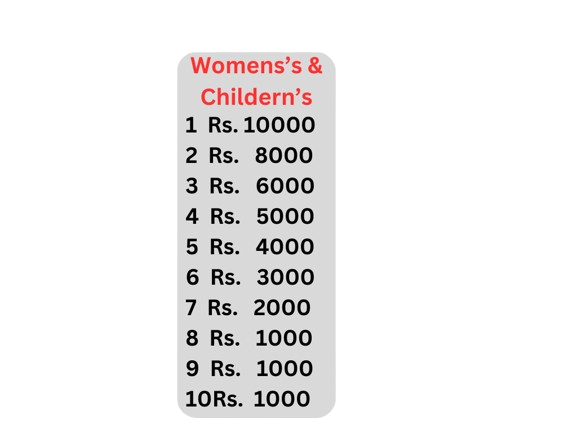 Womens’s &
Childern’s
1 Rs. 10000
2 Rs. 8000
3 Rs. 6000
4 Rs. 5000
5 Rs. 4000
6 Rs. 3000
7 Rs. 2000
8 Rs. 1000
9 Rs. 1000
10Rs. 1000